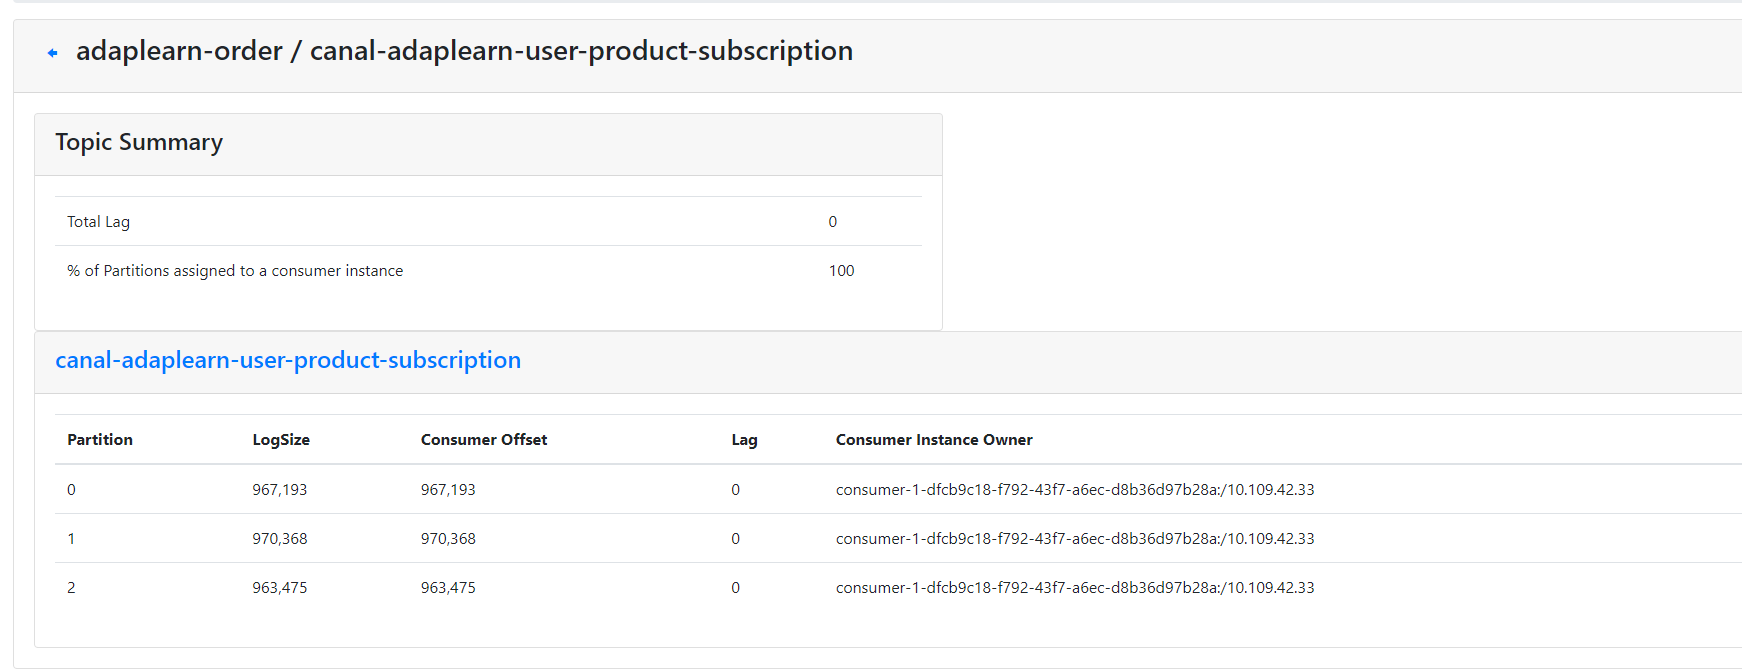 adaplearn-order / canal-adaplearn-user-product-subscription
Topic Summary
Total Lag 0
% of Partitions assigned to a consumer instance 100
canal-adaplearn-user-product-subscription
Partition LogSize Consumer Offset Lag Consumer Instance Owner
0 967,193 967,193 0 consumer-1-dfcb9c18-f792-43f7-a6ec-d8b36d97b28a:/10.109.42.33
1 970,368 970,368 0 consumer-1-dfcb9c18-f792-43f7-a6ec-d8b36d97b28a:/10.109.42.33
2 963,475 963,475 0 consumer-1-dfcb9c18-f792-43f7-a6ec-d8b36d97b28a:/10.109.42.33